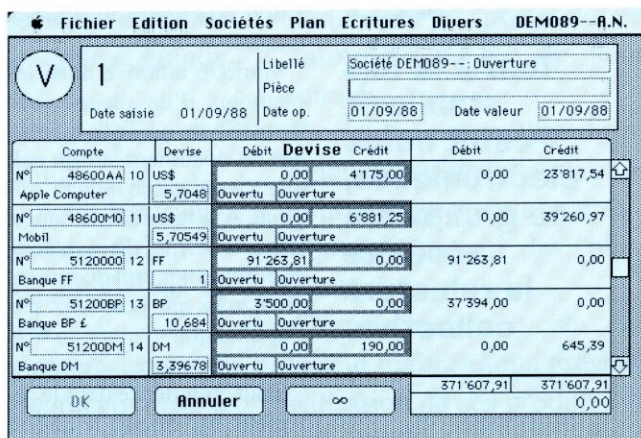 Fichier Edition Sociétés Plan Ecritures Divers DEMO89--A.N.
V 1
Libellé Société DEMO89--: Ouverture
Pièce
Date saisie 01/09/88 Date op. 01/09/88 Date valeur 01/09/88
Compte Devise Débit Devise Crédit Débit Crédit
N° 48600AA 10 US$ 0,00 4'175,00 0,00 23'817,54
Apple Computer 5,7048 Ouvertu Ouverture
N° 48600MO 11 US$ 0,00 6'881,25 0,00 39'260,97
Mobil 5,70549 Ouvertu Ouverture
N° 5120000 12 FF 91'263,81 0,00 91'263,81 0,00
Banque FF 1 Ouvertu Ouverture
N° 51200BP 13 BP 3'500,00 0,00 37'394,00 0,00
Banque BP £ 10,684 Ouvertu Ouverture
N° 51200DM 14 DM 0,00 190,00 0,00 645,39
Banque DM 3,39678 Ouvertu Ouverture
371'607,91 371'607,91
OK Annuler ∞ 0,00